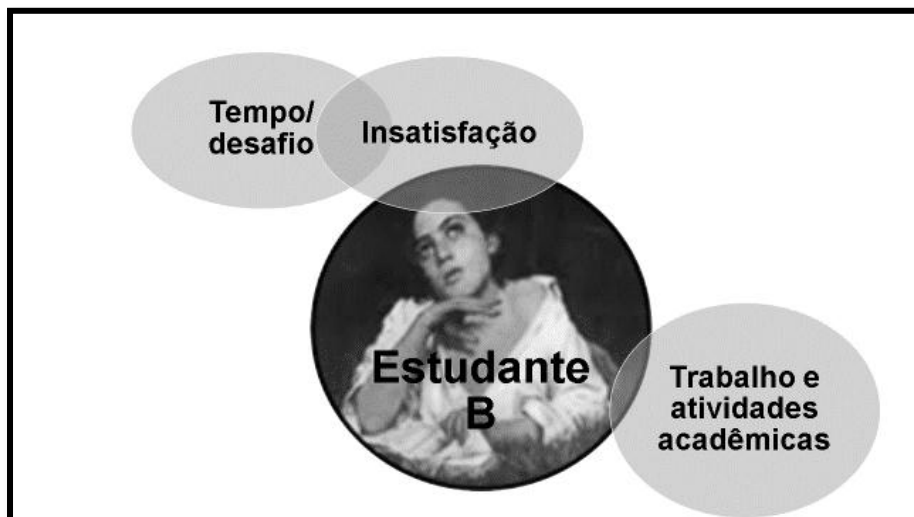 Tempo/
desafio
Insatisfação
Estudante
B
Trabalho e
atividades
acadêmicas